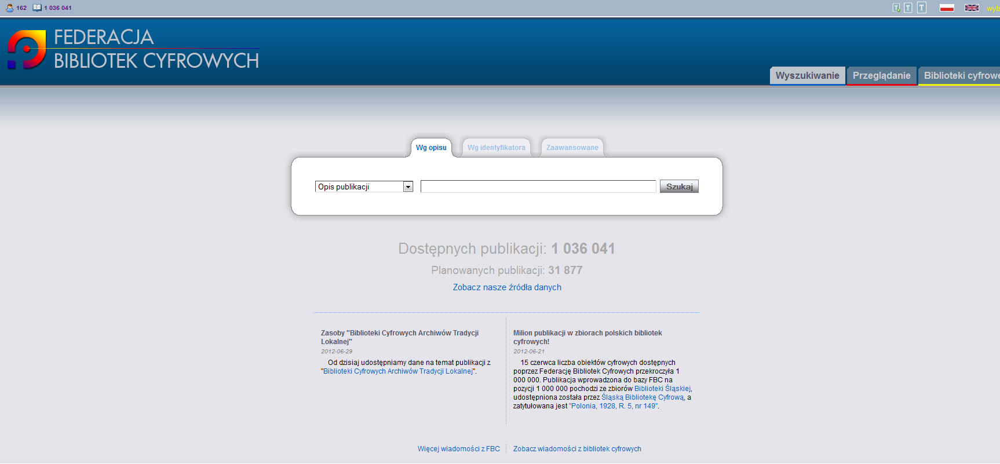 162 1 036 041
T T T wyb
FEDERACJA
BIBLIOTEK CYFROWYCH
Wyszukiwanie Przeglądanie Biblioteki cyfrowe
Wg opisu Wg identyfikatora Zaawansowane
Opis publikacji Szukaj
Dostępnych publikacji: 1 036 041
Planowanych publikacji: 31 877
Zobacz nasze źródła danych
Zasoby "Biblioteki Cyfrowych Archiwów Tradycji
Lokalnej"
2012-06-29
Od dzisiaj udostępniamy dane na temat publikacji z
"Biblioteki Cyfrowych Archiwów Tradycji Lokalnej".
Milion publikacji w zbiorach polskich bibliotek
cyfrowych!
2012-06-21
15 czerwca liczba obiektów cyfrowych dostępnych
poprzez Federację Bibliotek Cyfrowych przekroczyła 1
000 000. Publikacja wprowadzona do bazy FBC na
pozycji 1 000 000 pochodzi ze zbiorów Biblioteki Śląskiej,
udostępniona została przez Śląską Bibliotekę Cyfrową, a
zatytułowana jest "Polonia, 1928, R. 5, nr 149".
Więcej wiadomości z FBC Zobacz wiadomości z bibliotek cyfrowych